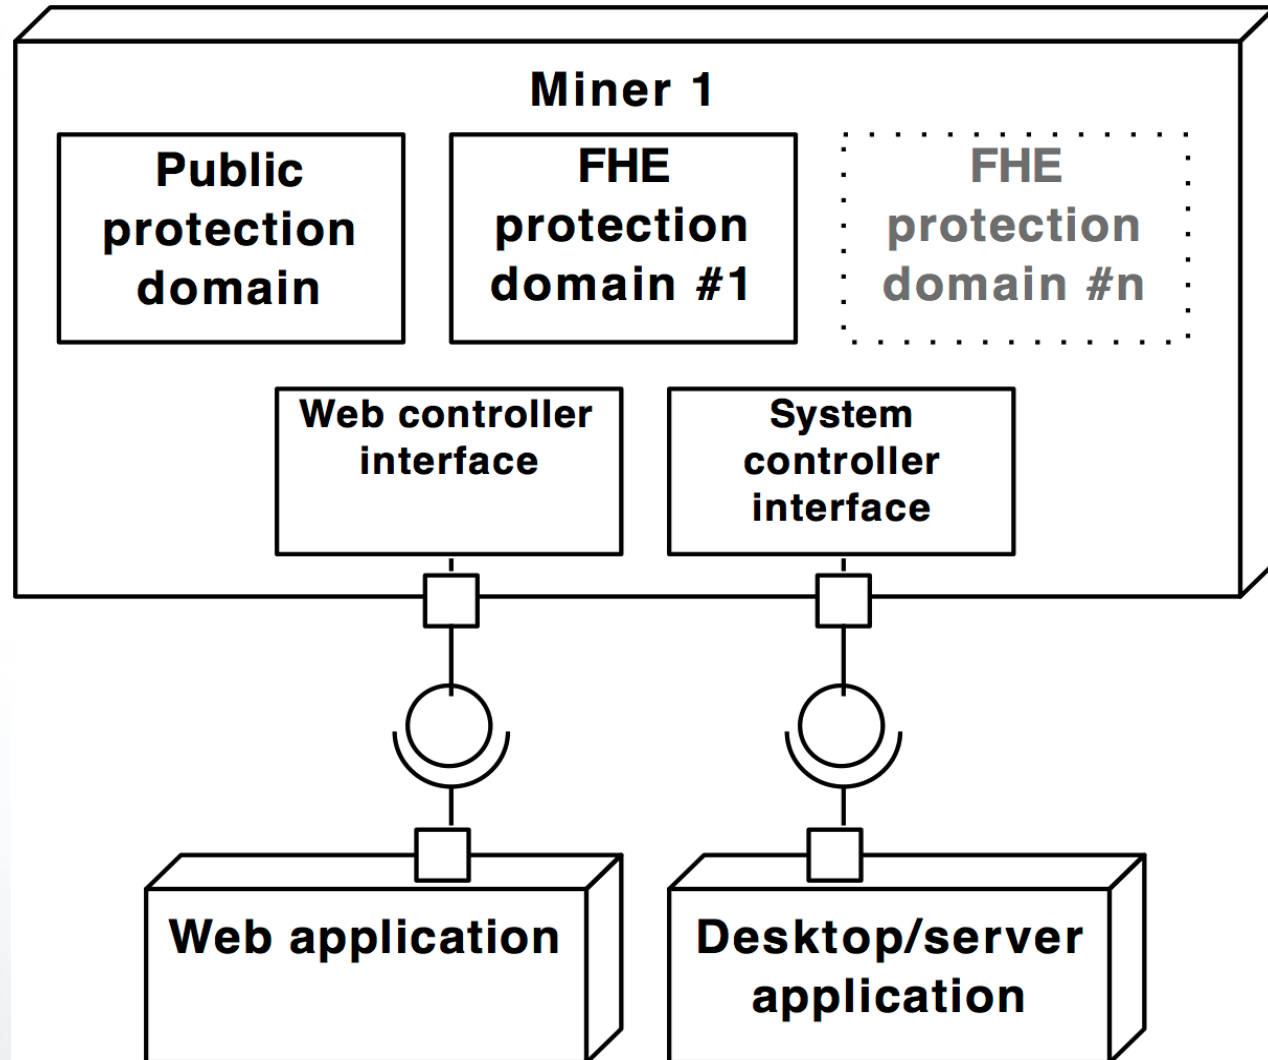 Miner 1
Public
protection
domain
FHE
protection
domain #1
FHE
protection
domain #n
Web controller
interface
System
controller
interface
Web application
Desktop/server
application